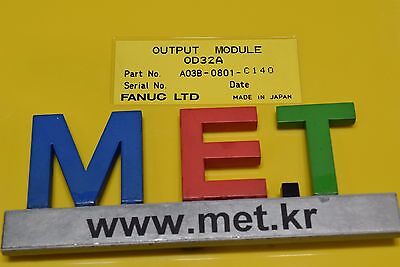 OUTPUT MODULE
OD32A
Part No. A03B-0801-C140
Serial No. Date
FANUC LTD MADE IN JAPAN
ME.T
www.met.kr